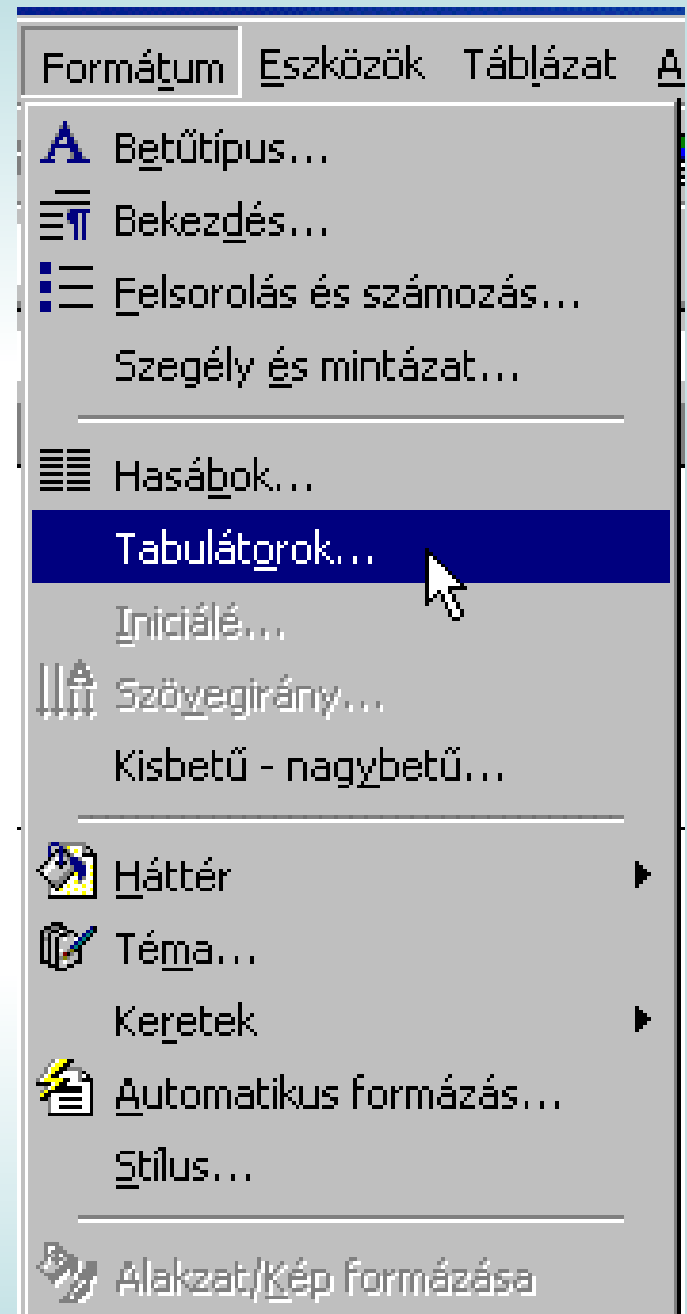 Formátum Eszközök Táblázat A
Betűtípus...
Bekezdés...
Felsorolás és számozás...
Szegély és mintázat...
Hasábok...
Tabulátorok...
Iniciálé...
Szövegirány...
Kisbetű - nagybetű...
Háttér
Téma...
Keretek
Automatikus formázás...
Stílus...
Alakzat/Kép formázása